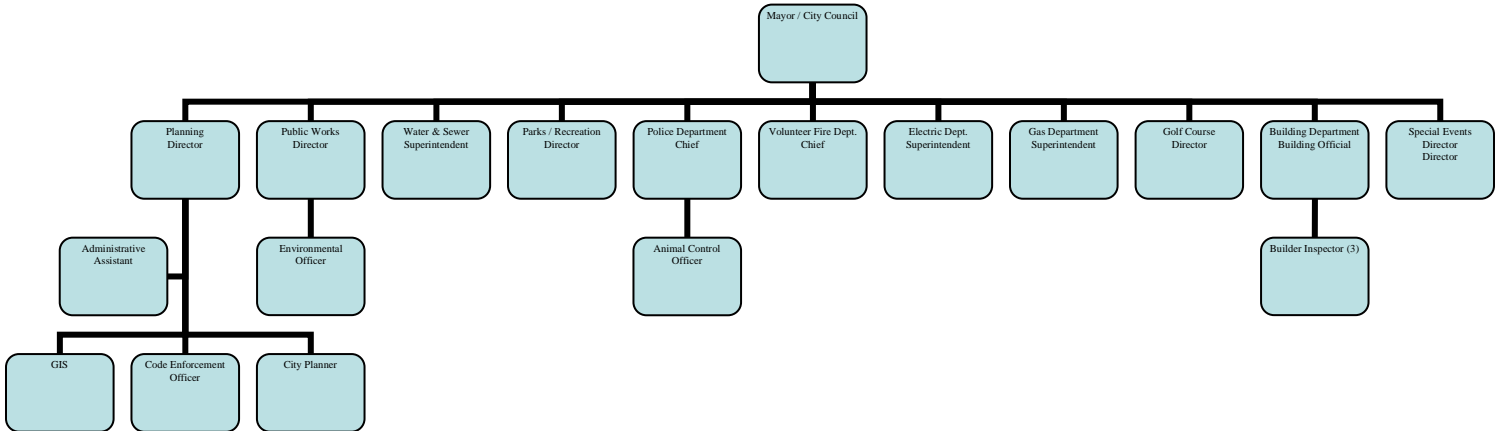 Mayor / City Council
Planning
Director
Public Works
Director
Water & Sewer
Superintendent
Parks / Recreation
Director
Police Department
Chief
Volunteer Fire Dept.
Chief
Electric Dept.
Superintendent
Gas Department
Superintendent
Golf Course
Director
Building Department
Building Official
Special Events
Director
Director
Administrative
Assistant
Environmental
Officer
Animal Control
Officer
Builder Inspector (3)
GIS
Code Enforcement
Officer
City Planner